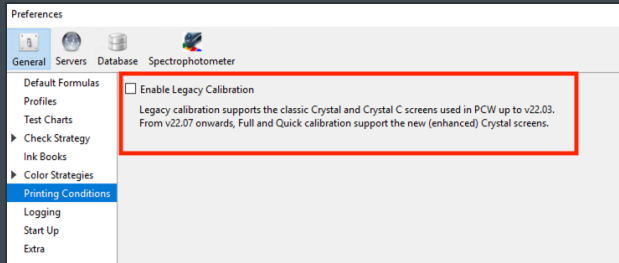 Preferences
General Servers Database Spectrophotometer
Default Formulas
Profiles
Test Charts
Check Strategy
Ink Books
Color Strategies
Printing Conditions
Logging
Start Up
Extra
Enable Legacy Calibration
Legacy calibration supports the classic Crystal and Crystal C screens used in PCW up to v22.03.
From v22.07 onwards, Full and Quick calibration support the new (enhanced) Crystal screens.